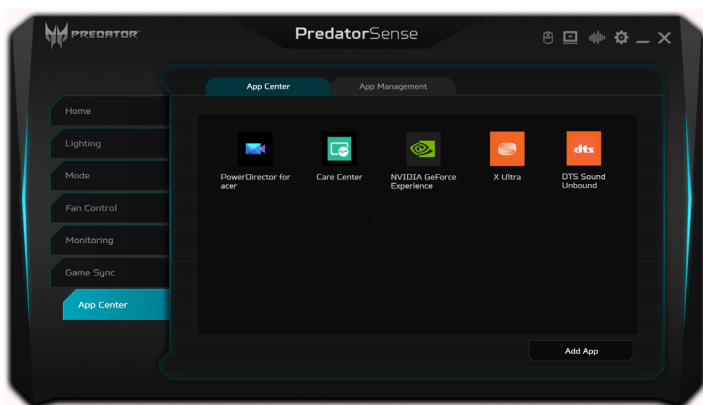 PREDATOR
PredatorSense
App Center
App Management
Home
Lighting
Mode
Fan Control
Monitoring
Game Sync
App Center
PowerDirector for
acer
Care Center
NVIDIA GeForce
Experience
X Ultra
dts
DTS Sound
Unbound
Add App